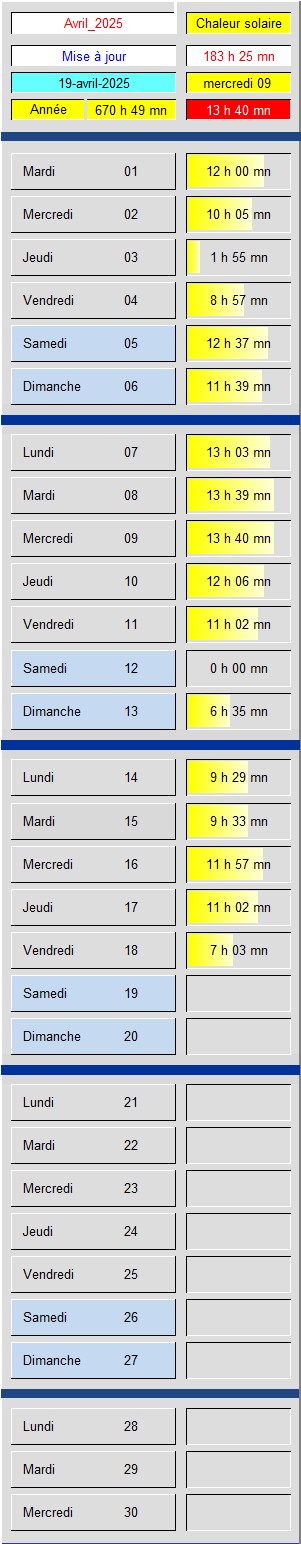 Avril_2025 Chaleur solaire
Mise à jour 183 h 25 mn
19-avril-2025 mercredi 09
Année 670 h 49 mn 13 h 40 mn
Mardi 01 12 h 00 mn
Mercredi 02 10 h 05 mn
Jeudi 03 1 h 55 mn
Vendredi 04 8 h 57 mn
Samedi 05 12 h 37 mn
Dimanche 06 11 h 39 mn
Lundi 07 13 h 03 mn
Mardi 08 13 h 39 mn
Mercredi 09 13 h 40 mn
Jeudi 10 12 h 06 mn
Vendredi 11 11 h 02 mn
Samedi 12 0 h 00 mn
Dimanche 13 6 h 35 mn
Lundi 14 9 h 29 mn
Mardi 15 9 h 33 mn
Mercredi 16 11 h 57 mn
Jeudi 17 11 h 02 mn
Vendredi 18 7 h 03 mn
Samedi 19
Dimanche 20
Lundi 21
Mardi 22
Mercredi 23
Jeudi 24
Vendredi 25
Samedi 26
Dimanche 27
Lundi 28
Mardi 29
Mercredi 30